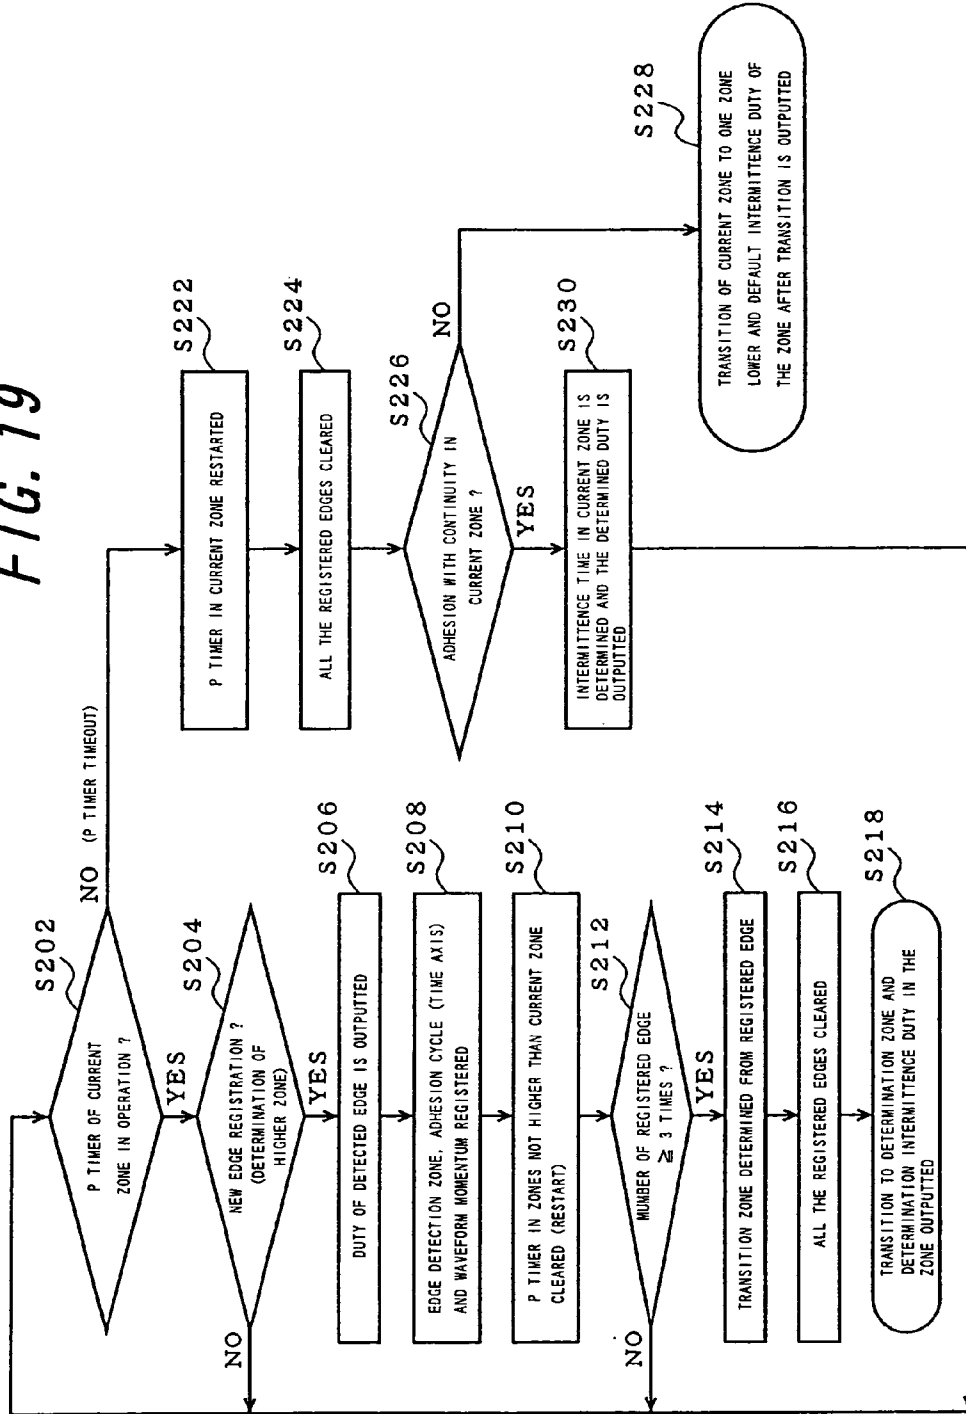 FIG. 19
S202
P TIMER OF CURRENT
ZONE IN OPERATION ?
NO (P TIMER TIMEOUT)
YES
S204
NEW EDGE REGISTRATION ?
(DETERMINATION OF
HIGHER ZONE)
NO
YES
S206
DUTY OF DETECTED EDGE IS OUTPUTTED
S208
EDGE DETECTION ZONE, ADHESION CYCLE (TIME AXIS)
AND WAVEFORM MOMENTUM REGISTERED
S210
P TIMER IN ZONES NOT HIGHER THAN CURRENT ZONE
CLEARED (RESTART)
S212
MUMBER OF REGISTERED EDGE
≧ 3 TIMES ?
NO
YES
S214
TRANSITION ZONE DETERMINED FROM REGISTERED EDGE
S216
ALL THE REGISTERED EDGES CLEARED
S218
TRANSITION TO DETERMINATION ZONE AND
DETERMINATION INTERMITTENCE DUTY IN THE
ZONE OUTPUTTED
S222
P TIMER IN CURRENT ZONE RESTARTED
S224
ALL THE REGISTERED EDGES CLEARED
S226
ADHESION WITH CONTINUITY IN
CURRENT ZONE ?
NO
YES
S230
INTERMITTENCE TIME IN CURRENT ZONE IS
DETERMINED AND THE DETERMINED DUTY IS
OUTPUTTED
S228
TRANSITION OF CURRENT ZONE TO ONE ZONE
LOWER AND DEFAULT INTERMITTENCE DUTY OF
THE ZONE AFTER TRANSITION IS OUTPUTTED